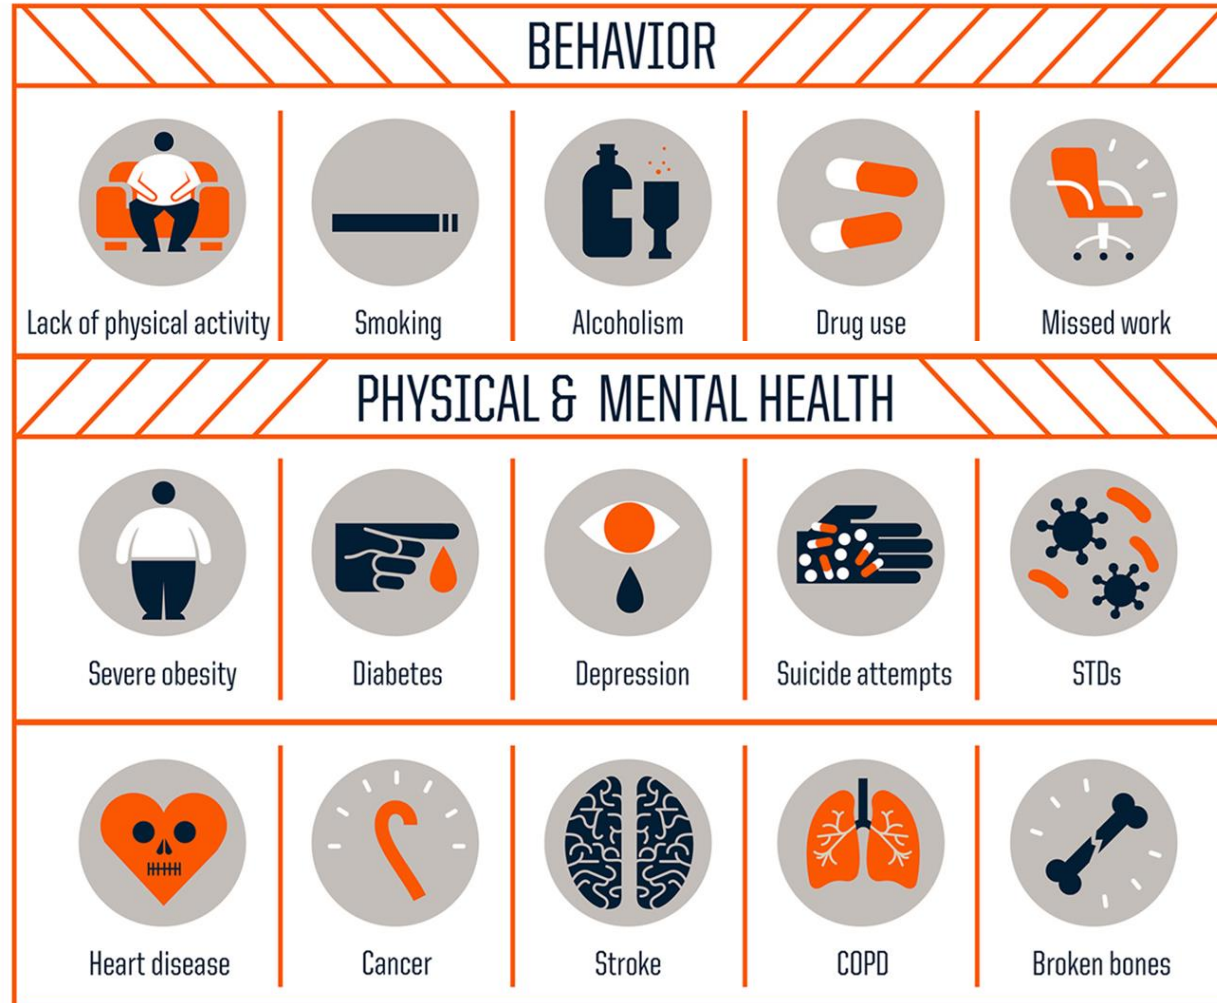 BEHAVIOR
Lack of physical activity
Smoking
Alcoholism
Drug use
Missed work
PHYSICAL & MENTAL HEALTH
Severe obesity
Diabetes
Depression
Suicide attempts
STDs
Heart disease
Cancer
Stroke
COPD
Broken bones